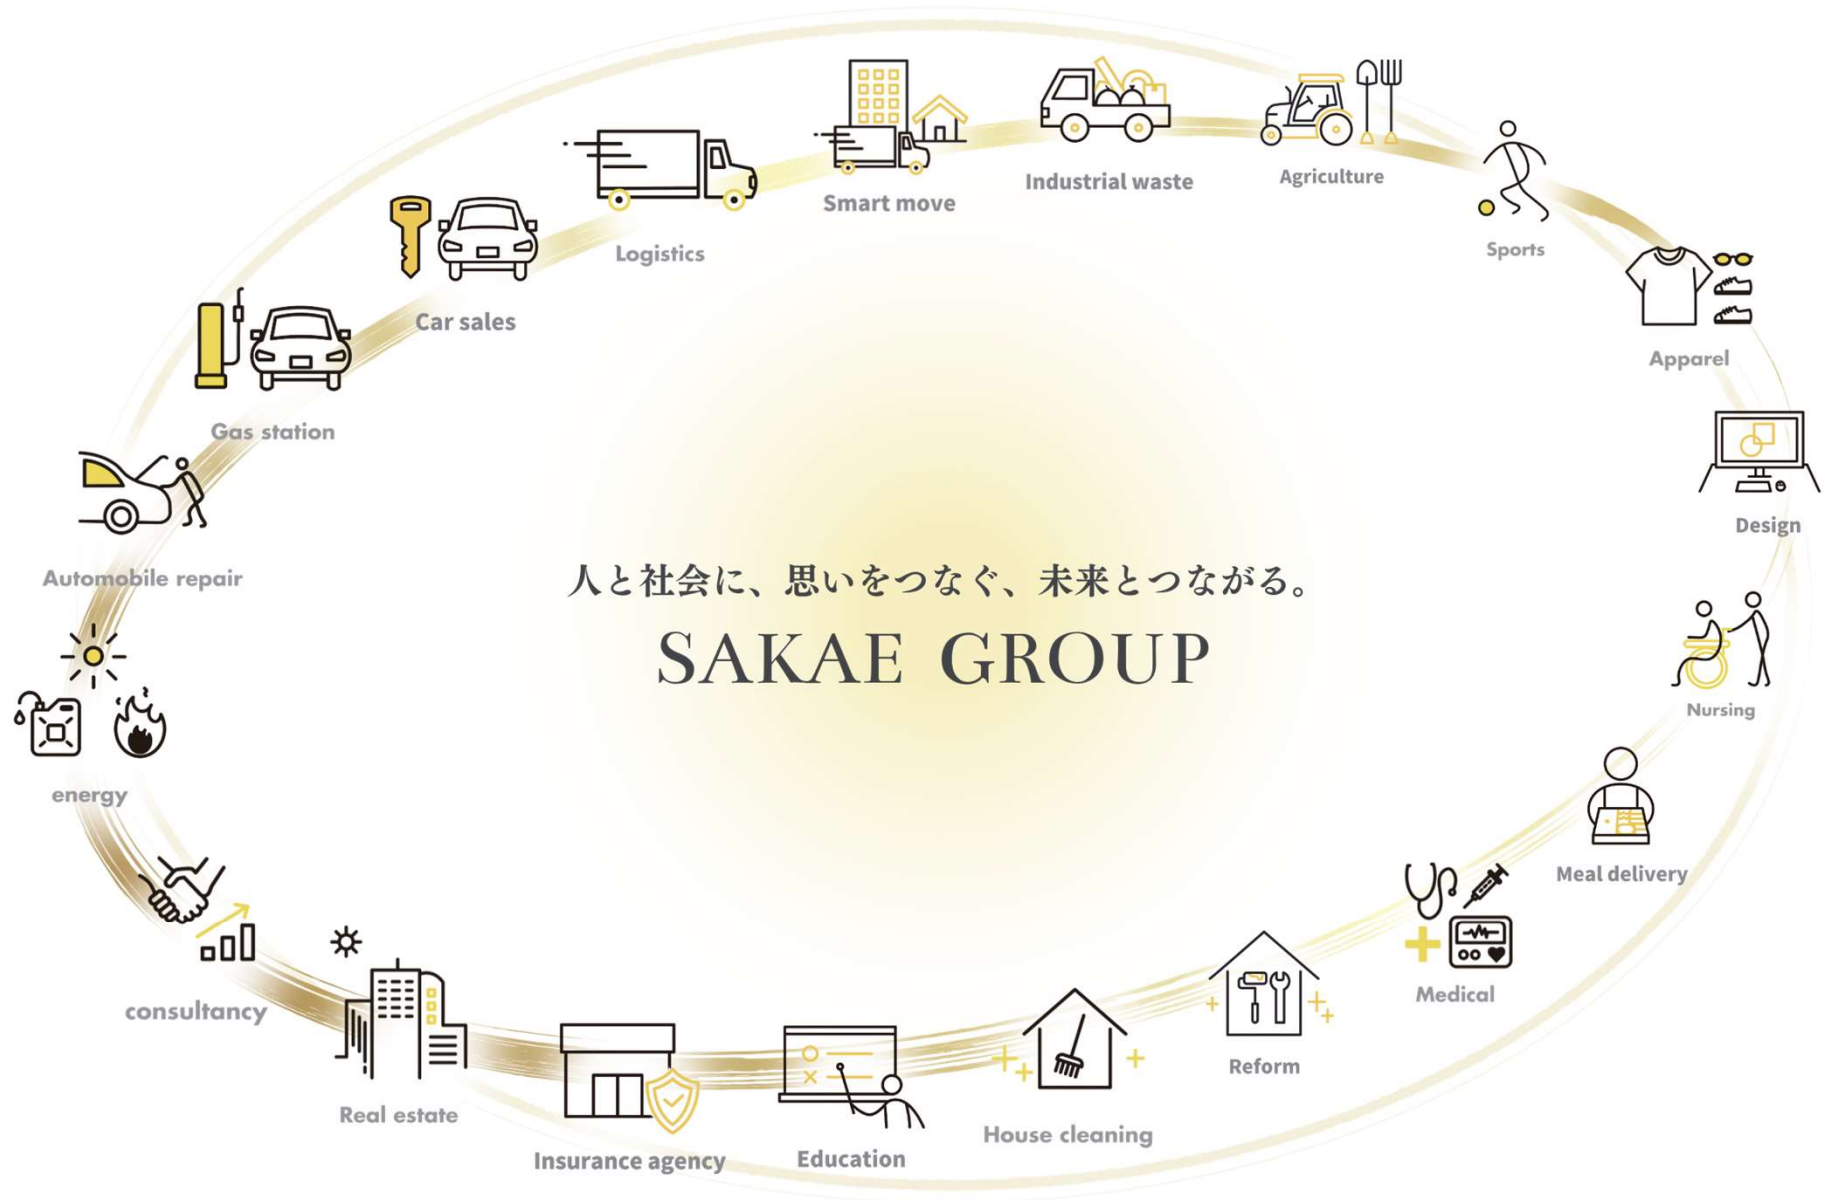 Smart move
Industrial waste
Agriculture
Sports
Logistics
Car sales
Apparel
Gas station
Design
Automobile repair
人と社会に、思いをつなぐ、未来とつながる。
SAKAE GROUP
Nursing
energy
Meal delivery
Medical
consultancy
Reform
Real estate
House cleaning
Insurance agency
Education